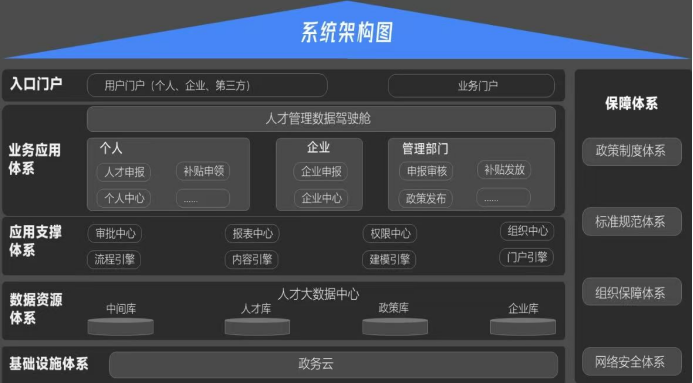 系统架构图
入口门户
用户门户（个人、企业、第三方）
业务门户
业务应用
体系
人才管理数据驾驶舱
个人
人才申报
补贴申领
个人中心
......
企业
企业申报
企业中心
管理部门
申报审核
补贴发放
政策发布
......
应用支撑
体系
审批中心
报表中心
权限中心
组织中心
流程引擎
内容引擎
建模引擎
门户引擎
数据资源
体系
人才大数据中心
中间库
人才库
政策库
企业库
基础设施体系
政务云
保障体系
政策制度体系
标准规范体系
组织保障体系
网络安全体系